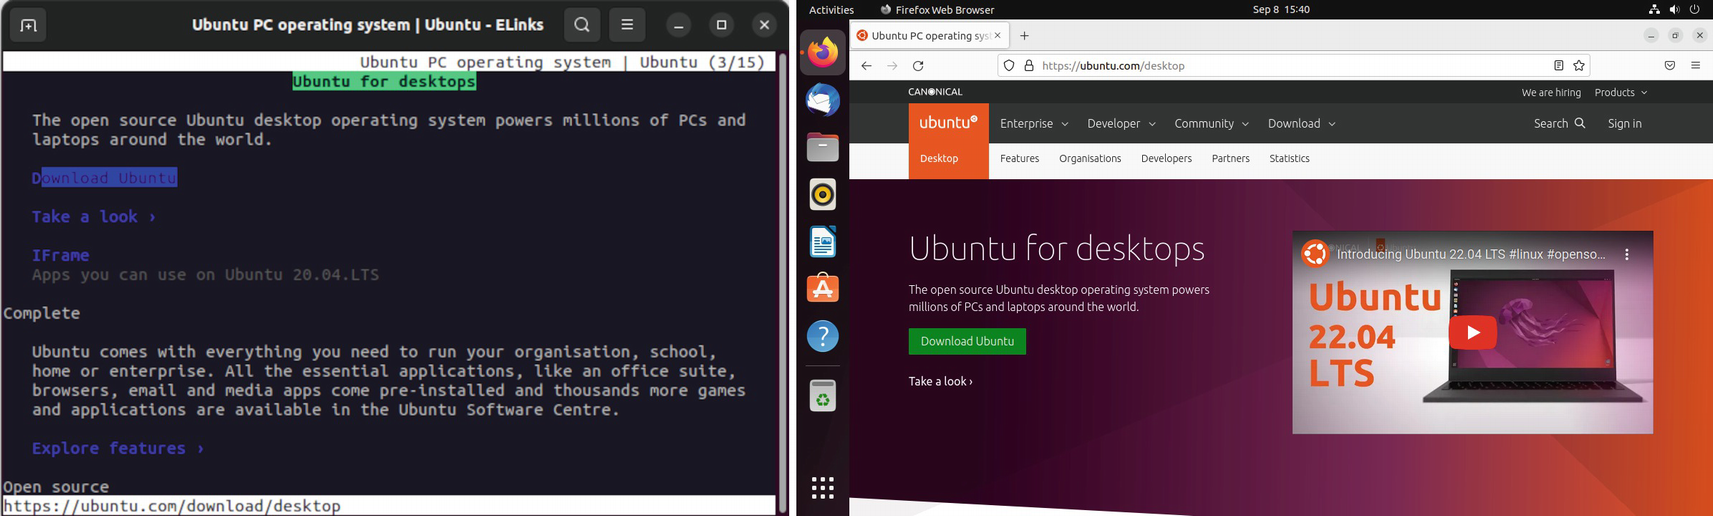 Ubuntu PC operating system | Ubuntu - ELinks
Ubuntu PC operating system | Ubuntu (3/15)
Ubuntu for desktops
The open source Ubuntu desktop operating system powers millions of PCs and
laptops around the world.
Download Ubuntu
Take a look ›
IFrame
Apps you can use on Ubuntu 20.04.LTS
Complete
Ubuntu comes with everything you need to run your organisation, school,
home or enterprise. All the essential applications, like an office suite,
browsers, email and media apps come pre-installed and thousands more games
and applications are available in the Ubuntu Software Centre.
Explore features ›
Open source
https://ubuntu.com/download/desktop
Activities Firefox Web Browser Sep 8 15:40
Ubuntu PC operating sys
https://ubuntu.com/desktop
CANONICAL We are hiring Products
ubuntu Enterprise Developer Community Download Search Sign in
Desktop Features Organisations Developers Partners Statistics
Ubuntu for desktops
The open source Ubuntu desktop operating system powers
millions of PCs and laptops around the world.
Download Ubuntu
Take a look ›
Introducing Ubuntu 22.04 LTS #linux #openso...
Ubuntu
22.04
LTS